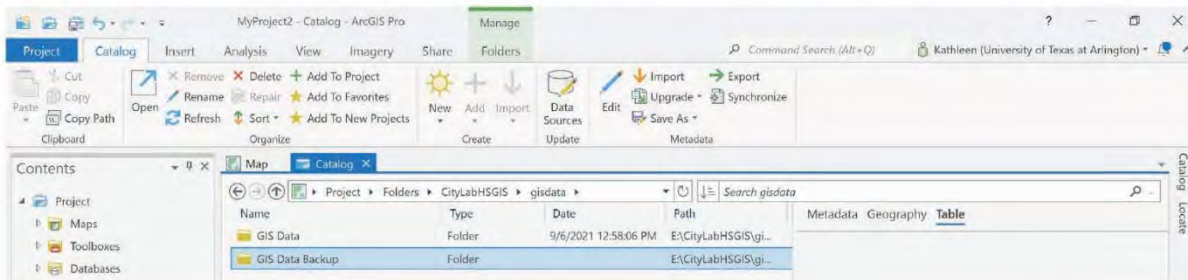 MyProject2 - Catalog - ArcGIS Pro
Manage
?
Project Catalog Insert Analysis View Imagery Share Folders
Command Search (Alt+Q)
Kathleen (University of Texas at Arlington)
Paste
Cut
Copy
Copy Path
Clipboard
Open
Remove Delete Add To Project
Rename Repair Add To Favorites
Refresh Sort Add To New Projects
Organize
New Add Import
Create
Data Sources
Update
Edit
Import Export
Upgrade Synchronize
Save As
Metadata
Contents
Project
Maps
Toolboxes
Databases
Map Catalog
Project Folders CityLabHSGIS gisdata
Search gisdata
Name Type Date Path
GIS Data Folder 9/6/2021 12:58:06 PM E:\CityLabHSGIS\gi...
GIS Data Backup Folder E:\CityLabHSGIS\gi...
Metadata Geography Table
Catalog
Locate